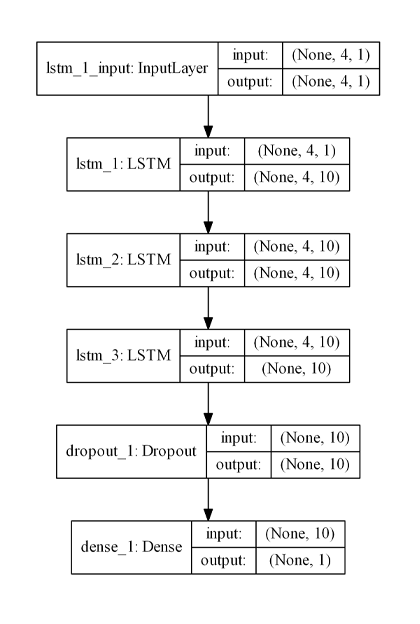 lstm_1_input: InputLayer
input: (None, 4, 1)
output: (None, 4, 1)
lstm_1: LSTM
input: (None, 4, 1)
output: (None, 4, 10)
lstm_2: LSTM
input: (None, 4, 10)
output: (None, 4, 10)
lstm_3: LSTM
input: (None, 4, 10)
output: (None, 10)
dropout_1: Dropout
input: (None, 10)
output: (None, 10)
dense_1: Dense
input: (None, 10)
output: (None, 1)